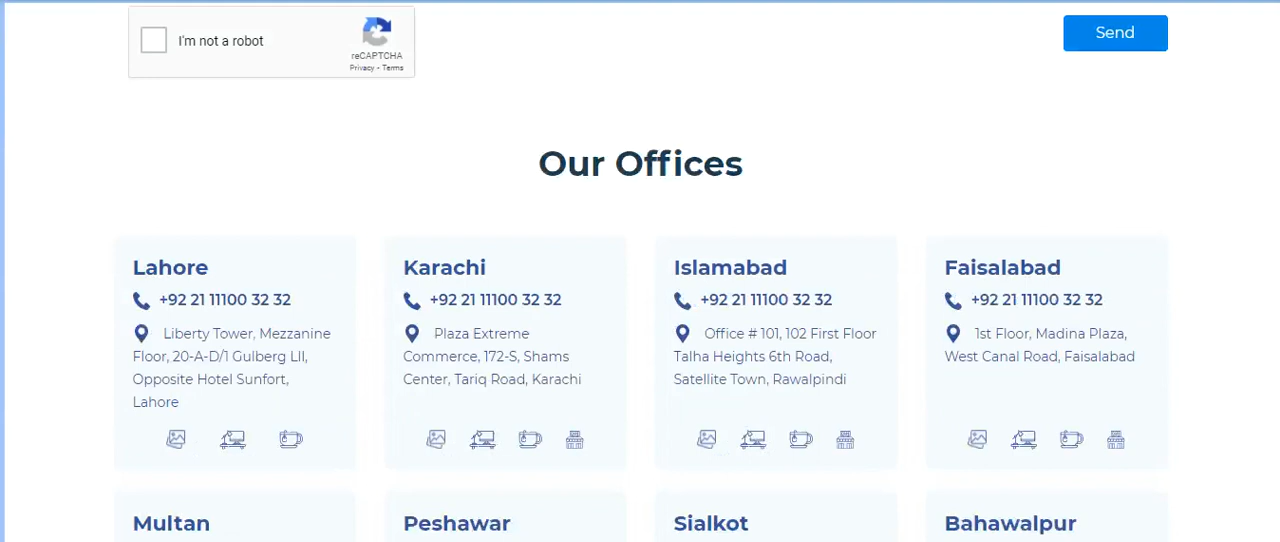 I'm not a robot
reCAPTCHA
Privacy - Terms
Send
Our Offices
Lahore
+92 21 11100 32 32
Liberty Tower, Mezzanine
Floor, 20-A-D/1 Gulberg LII,
Opposite Hotel Sunfort,
Lahore
Karachi
+92 21 11100 32 32
Plaza Extreme
Commerce, 172-S, Shams
Center, Tariq Road, Karachi
Islamabad
+92 21 11100 32 32
Office # 101, 102 First Floor
Talha Heights 6th Road,
Satellite Town, Rawalpindi
Faisalabad
+92 21 11100 32 32
1st Floor, Madina Plaza,
West Canal Road, Faisalabad
Multan
Peshawar
Sialkot
Bahawalpur